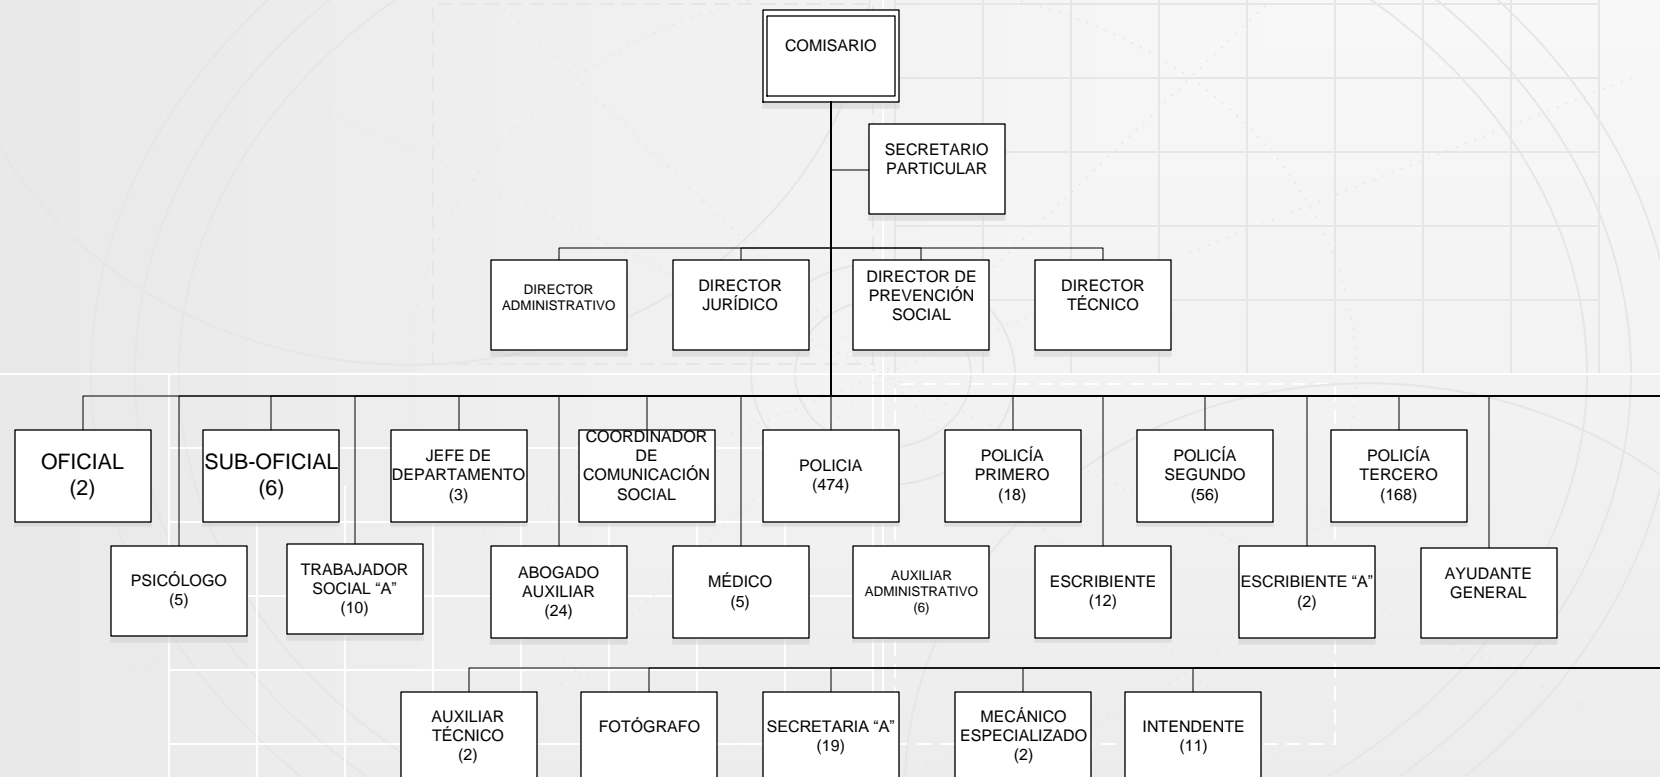 COMISARIO
SECRETARIO
PARTICULAR
DIRECTOR
ADMINISTRATIVO
DIRECTOR
JURÍDICO
DIRECTOR DE
PREVENCIÓN
SOCIAL
DIRECTOR
TÉCNICO
OFICIAL
(2)
SUB-OFICIAL
(6)
JEFE DE
DEPARTAMENTO
(3)
COORDINADOR
DE
COMUNICACIÓN
SOCIAL
POLICIA
(474)
POLICÍA
PRIMERO
(18)
POLICÍA
SEGUNDO
(56)
POLICÍA
TERCERO
(168)
PSICÓLOGO
(5)
TRABAJADOR
SOCIAL “A”
(10)
ABOGADO
AUXILIAR
(24)
MÉDICO
(5)
AUXILIAR
ADMINISTRATIVO
(6)
ESCRIBIENTE
(12)
ESCRIBIENTE “A”
(2)
AYUDANTE
GENERAL
AUXILIAR
TÉCNICO
(2)
FOTÓGRAFO
SECRETARIA “A”
(19)
MECÁNICO
ESPECIALIZADO
(2)
INTENDENTE
(11)